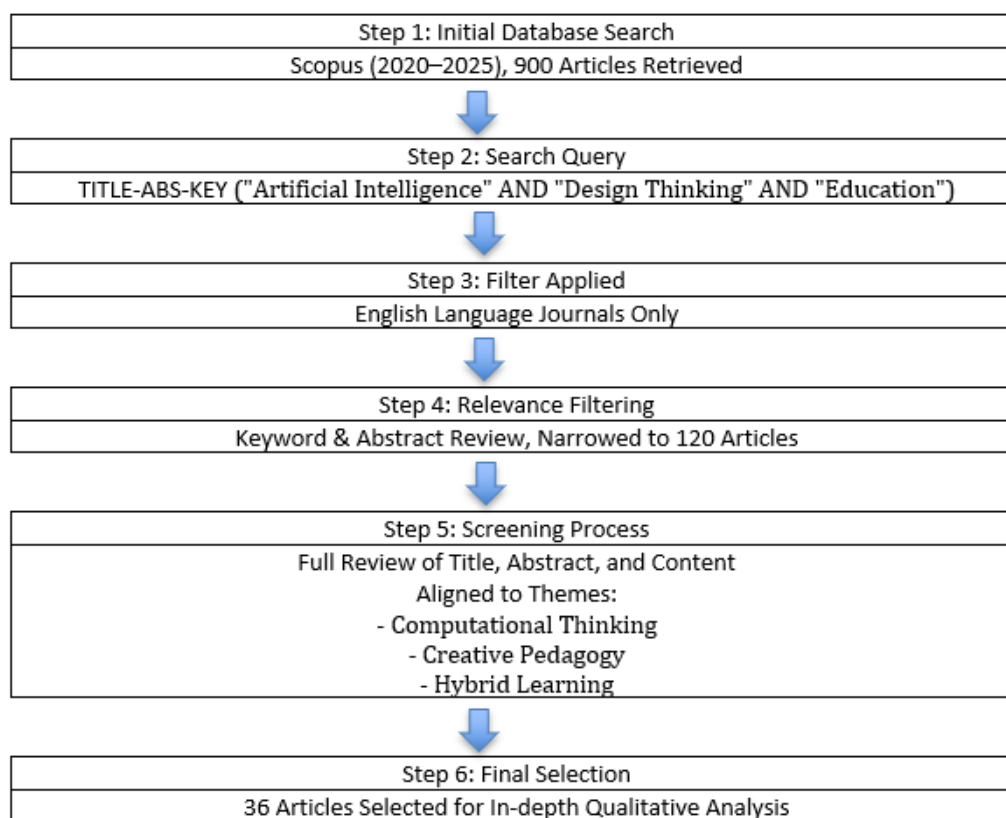 Step 1: Initial Database Search
Scopus (2020–2025), 900 Articles Retrieved
Step 2: Search Query
TITLE-ABS-KEY ("Artificial Intelligence" AND "Design Thinking" AND "Education")
Step 3: Filter Applied
English Language Journals Only
Step 4: Relevance Filtering
Keyword & Abstract Review, Narrowed to 120 Articles
Step 5: Screening Process
Full Review of Title, Abstract, and Content
Aligned to Themes:
- Computational Thinking
- Creative Pedagogy
- Hybrid Learning
Step 6: Final Selection
36 Articles Selected for In-depth Qualitative Analysis